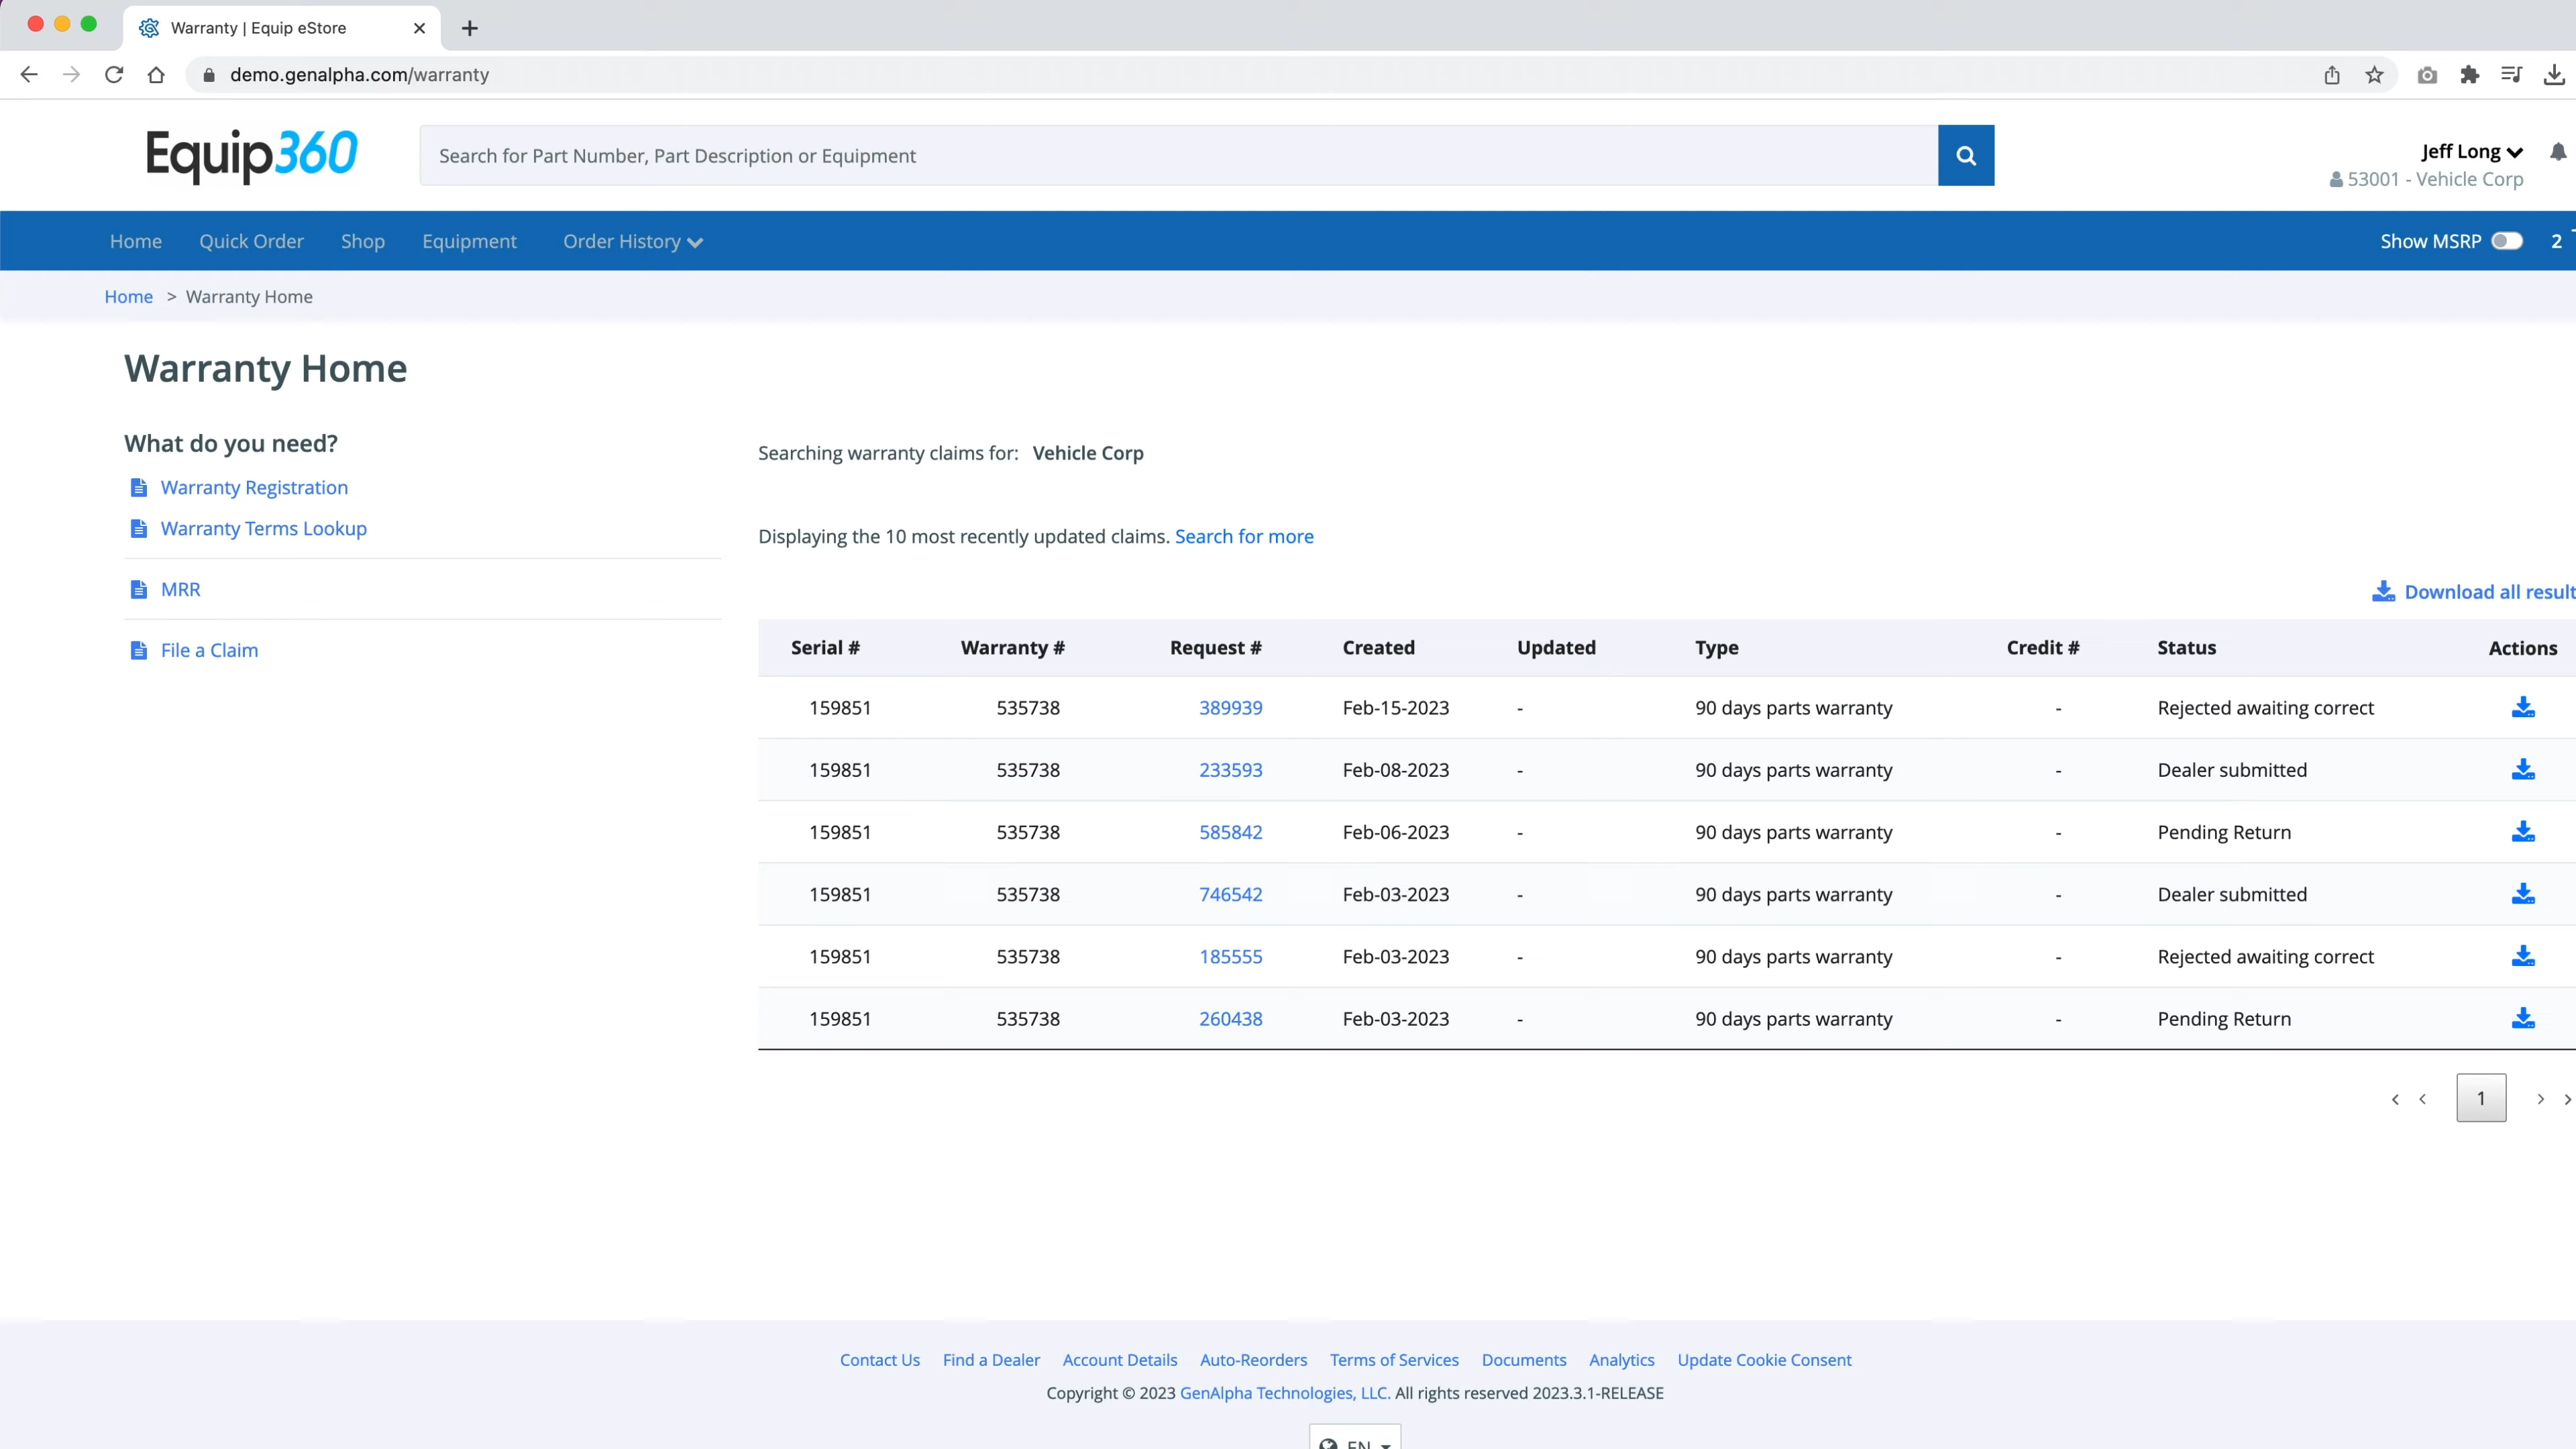 Warranty | Equip eStore
demo.genalpha.com/warranty
Equip360
Search for Part Number, Part Description or Equipment
Jeff Long
53001 - Vehicle Corp
Home Quick Order Shop Equipment Order History Show MSRP 2
Home > Warranty Home
Warranty Home
What do you need?
Warranty Registration
Warranty Terms Lookup
MRR
File a Claim
Searching warranty claims for: Vehicle Corp
Displaying the 10 most recently updated claims. Search for more
Download all result
Serial # Warranty # Request # Created Updated Type Credit # Status Actions
159851 535738 389939 Feb-15-2023 - 90 days parts warranty - Rejected awaiting correct
159851 535738 233593 Feb-08-2023 - 90 days parts warranty - Dealer submitted
159851 535738 585842 Feb-06-2023 - 90 days parts warranty - Pending Return
159851 535738 746542 Feb-03-2023 - 90 days parts warranty - Dealer submitted
159851 535738 185555 Feb-03-2023 - 90 days parts warranty - Rejected awaiting correct
159851 535738 260438 Feb-03-2023 - 90 days parts warranty - Pending Return
1
Contact Us Find a Dealer Account Details Auto-Reorders Terms of Services Documents Analytics Update Cookie Consent
Copyright © 2023 GenAlpha Technologies, LLC. All rights reserved 2023.3.1-RELEASE
EN